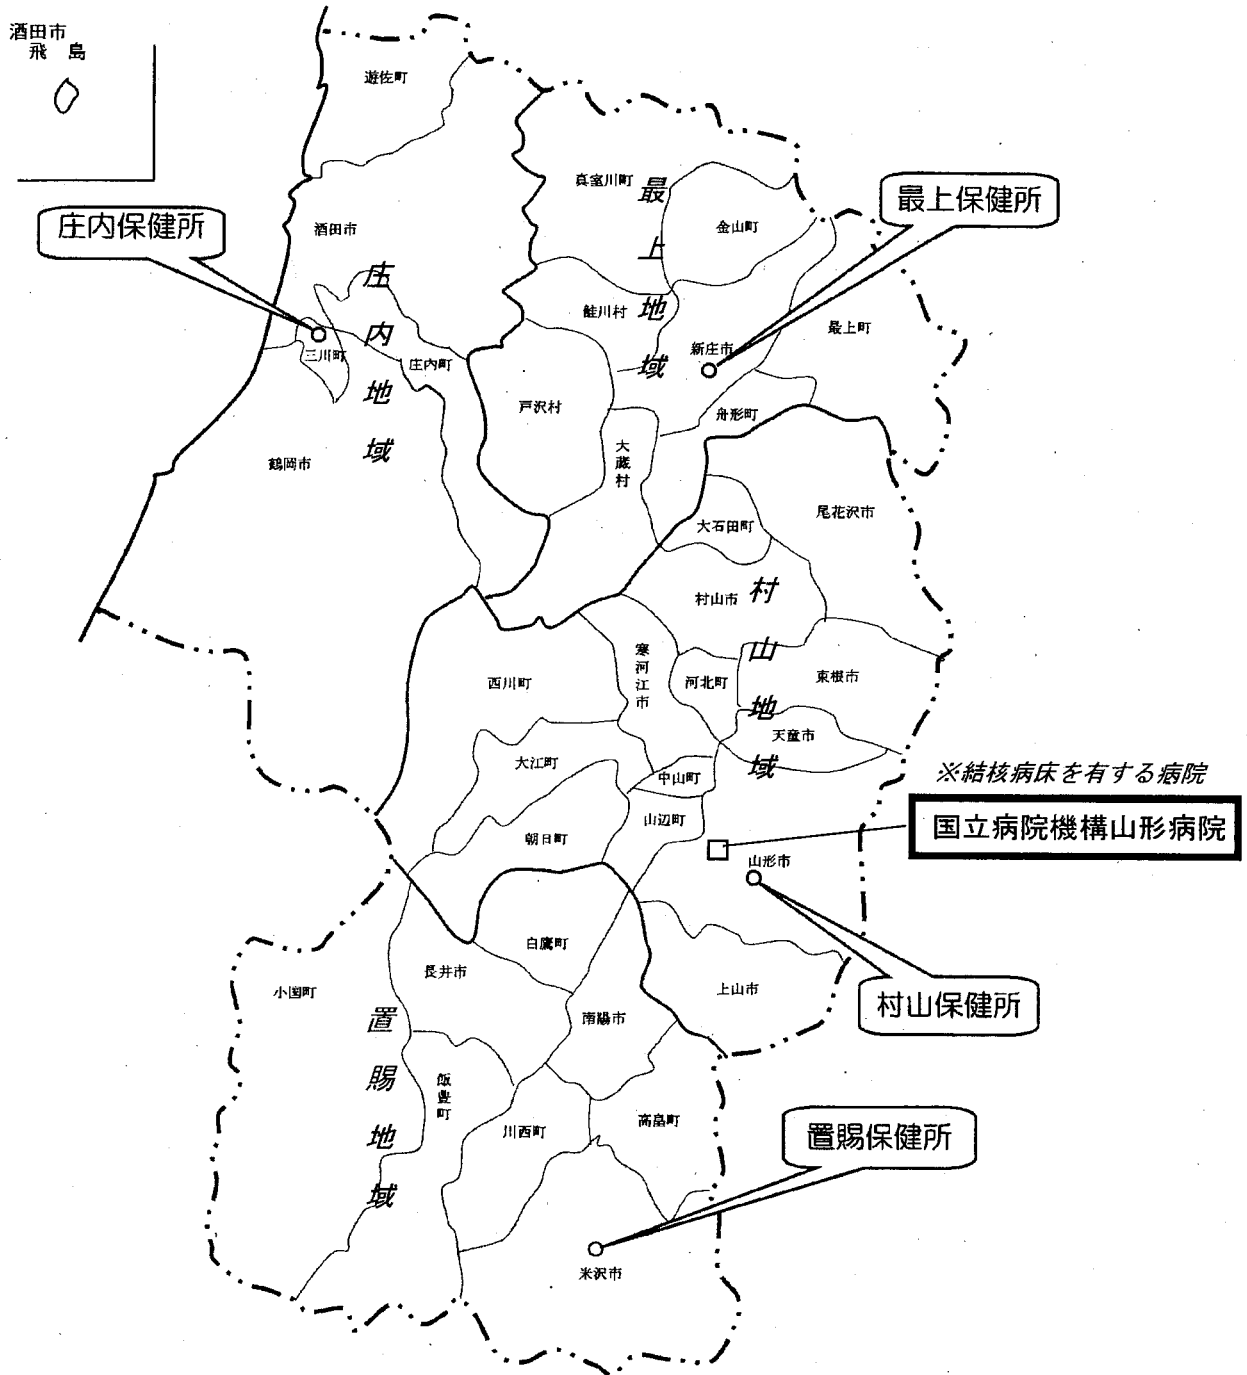 酒田市
飛島
遊佐町
真室川町
最上地域
金山町
最上保健所
庄内保健所
酒田市
庄内地域
鮭川村
最上町
新庄市
三川町
庄内町
戸沢村
舟形町
大蔵村
鶴岡市
尾花沢市
大石田町
村山市
村山地域
寒河江市
西川町
河北町
東根市
天童市
大江町
中山町
※結核病床を有する病院
国立病院機構山形病院
山辺町
朝日町
山形市
白鷹町
長井市
小国町
上山市
村山保健所
置賜地域
南陽市
飯豊町
高畠町
川西町
置賜保健所
米沢市